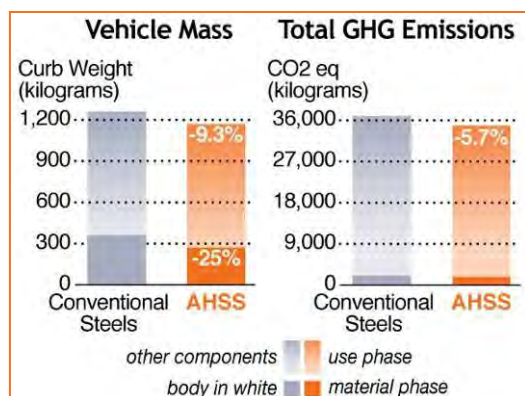 Vehicle Mass
Total GHG Emissions
Curb Weight
(kilograms)
1,200
900
600
300
0
-9.3%
-25%
Conventional
Steels
AHSS
CO2 eq
(kilograms)
36,000
27,000
18,000
9,000
0
-5.7%
Conventional
Steels
AHSS
other components
use phase
body in white
material phase